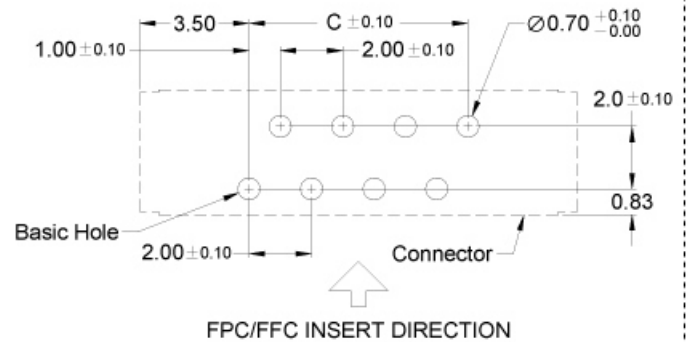 3.50
C ±0.10
Ø0.70 +0.10 -0.00
1.00±0.10
2.00±0.10
2.0±0.10
0.83
Basic Hole
2.00±0.10
Connector
FPC/FFC INSERT DIRECTION